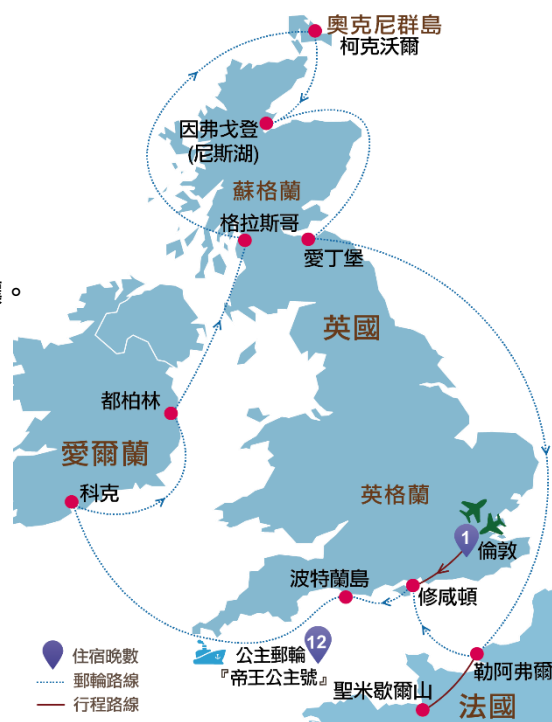 奧克尼群島
柯克沃爾
因弗戈登
(尼斯湖)
蘇格蘭
格拉斯哥
愛丁堡
。
英國
都柏林
愛爾蘭
科克
英格蘭
1
倫敦
波特蘭島
修咸頓
12
公主郵輪
『帝王公主號』
住宿晚數
郵輪路線
行程路線
勒阿弗爾
聖米歇爾山
法國